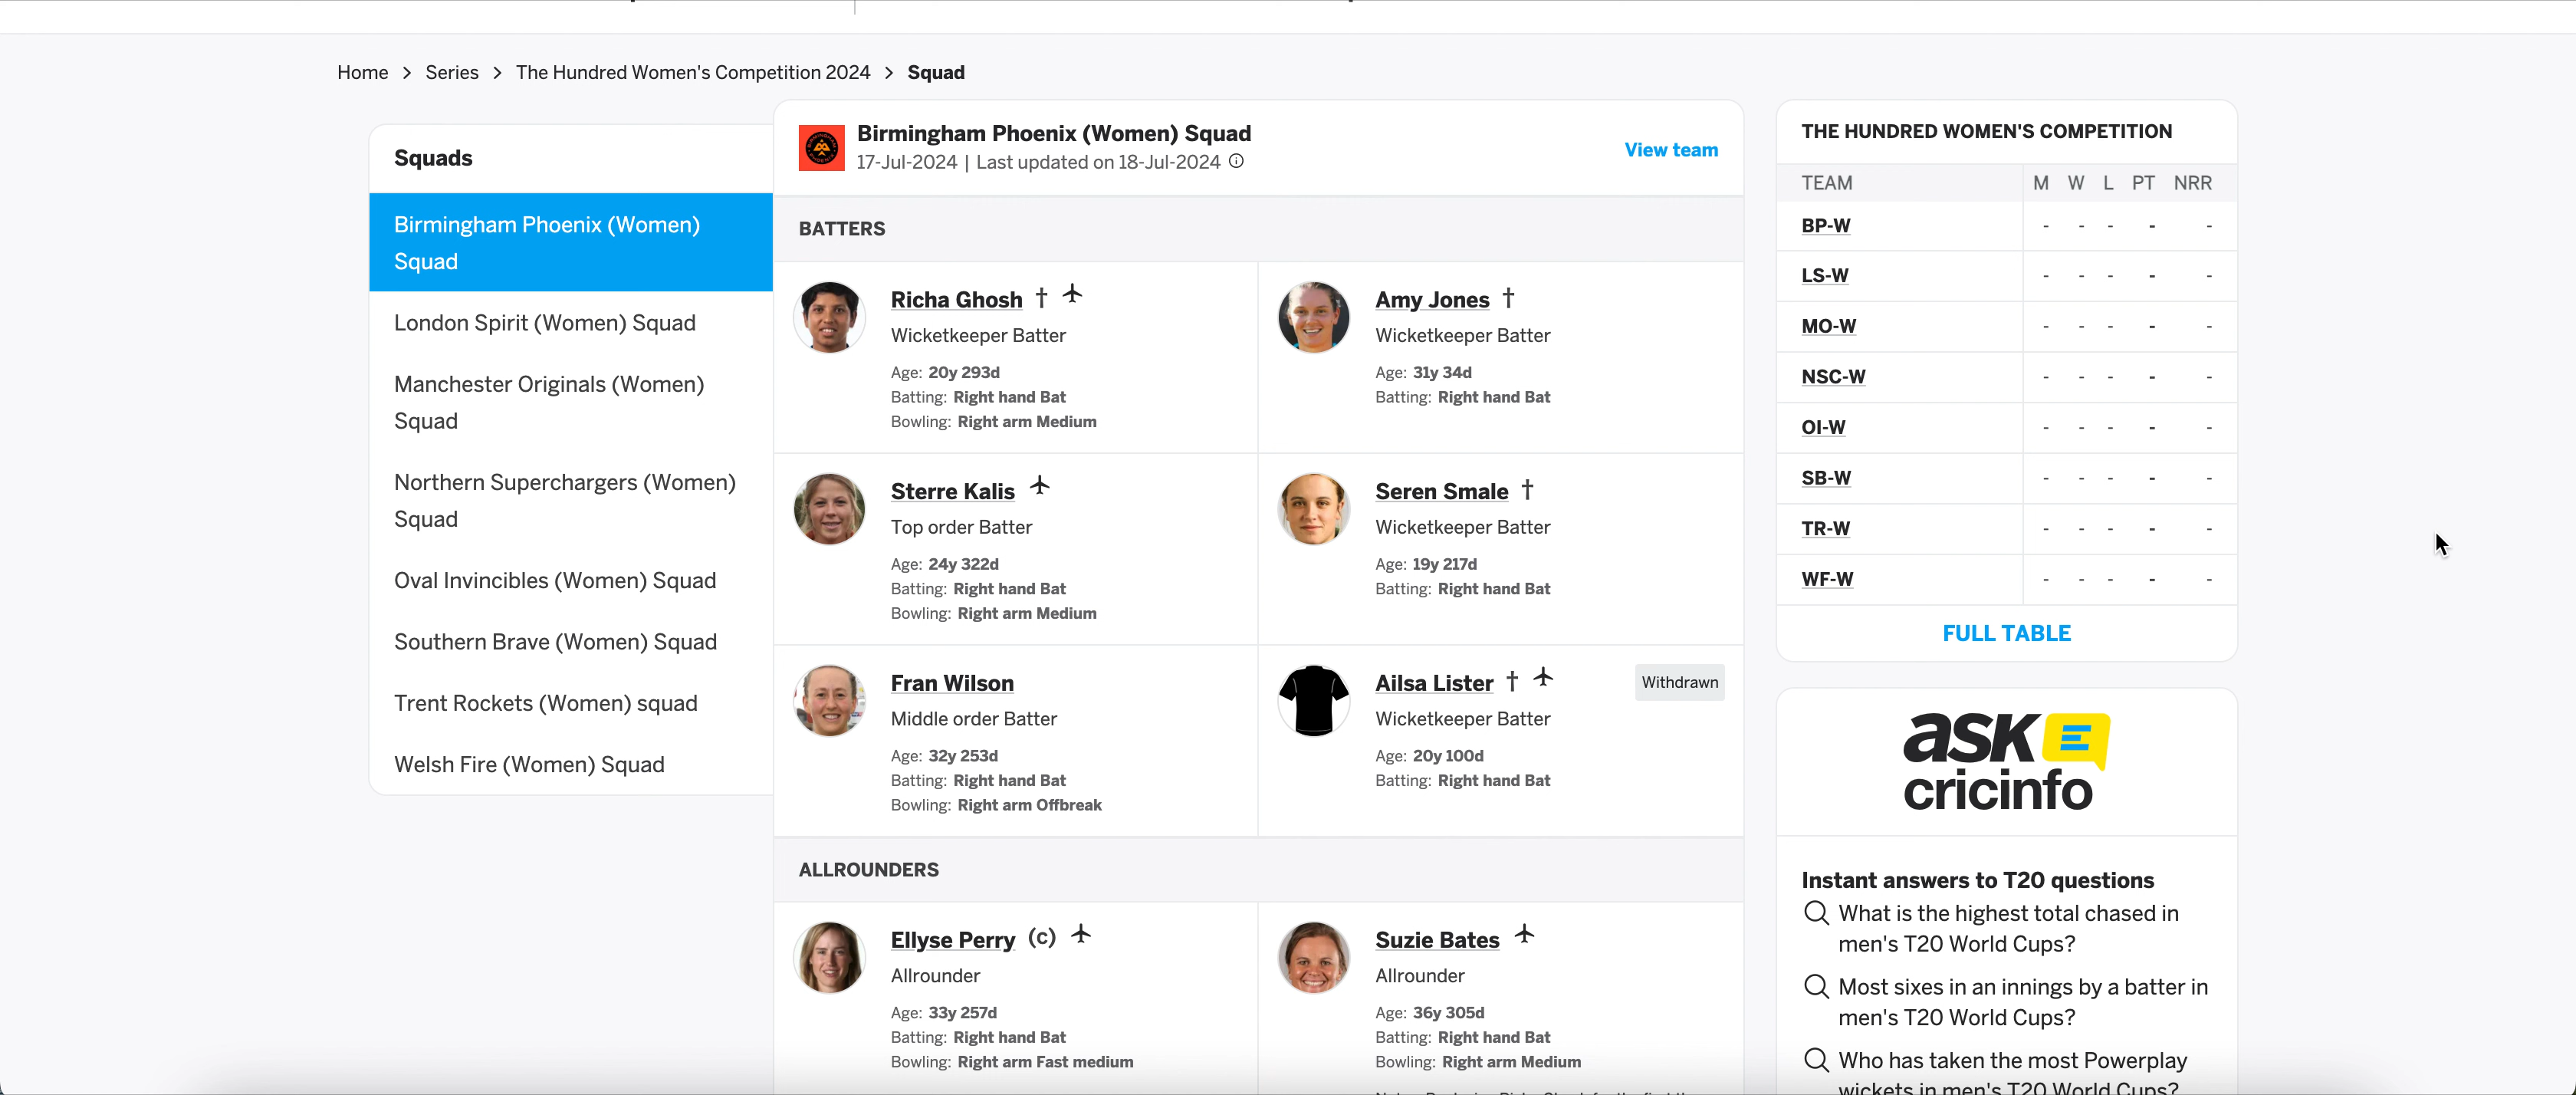 Home > Series > The Hundred Women's Competition 2024 > Squad
Squads
Birmingham Phoenix (Women)
Squad
London Spirit (Women) Squad
Manchester Originals (Women)
Squad
Northern Superchargers (Women)
Squad
Oval Invincibles (Women) Squad
Southern Brave (Women) Squad
Trent Rockets (Women) squad
Welsh Fire (Women) Squad
Birmingham Phoenix (Women) Squad
17-Jul-2024 | Last updated on 18-Jul-2024
View team
BATTERS
Richa Ghosh †
Wicketkeeper Batter
Age: 20y 293d
Batting: Right hand Bat
Bowling: Right arm Medium
Amy Jones †
Wicketkeeper Batter
Age: 31y 34d
Batting: Right hand Bat
Sterre Kalis
Top order Batter
Age: 24y 322d
Batting: Right hand Bat
Bowling: Right arm Medium
Seren Smale †
Wicketkeeper Batter
Age: 19y 217d
Batting: Right hand Bat
Fran Wilson
Middle order Batter
Age: 32y 253d
Batting: Right hand Bat
Bowling: Right arm Offbreak
Ailsa Lister †
Withdrawn
Wicketkeeper Batter
Age: 20y 100d
Batting: Right hand Bat
ALLROUNDERS
Ellyse Perry (c)
Allrounder
Age: 33y 257d
Batting: Right hand Bat
Bowling: Right arm Fast medium
Suzie Bates
Allrounder
Age: 36y 305d
Batting: Right hand Bat
Bowling: Right arm Medium
THE HUNDRED WOMEN'S COMPETITION
TEAM M W L PT NRR
BP-W - - - - -
LS-W - - - - -
MO-W - - - - -
NSC-W - - - - -
OI-W - - - - -
SB-W - - - - -
TR-W - - - - -
WF-W - - - - -
FULL TABLE
ask
cricinfo
Instant answers to T20 questions
What is the highest total chased in
men's T20 World Cups?
Most sixes in an innings by a batter in
men's T20 World Cups?
Who has taken the most Powerplay
wickets in men's T20 World Cups?